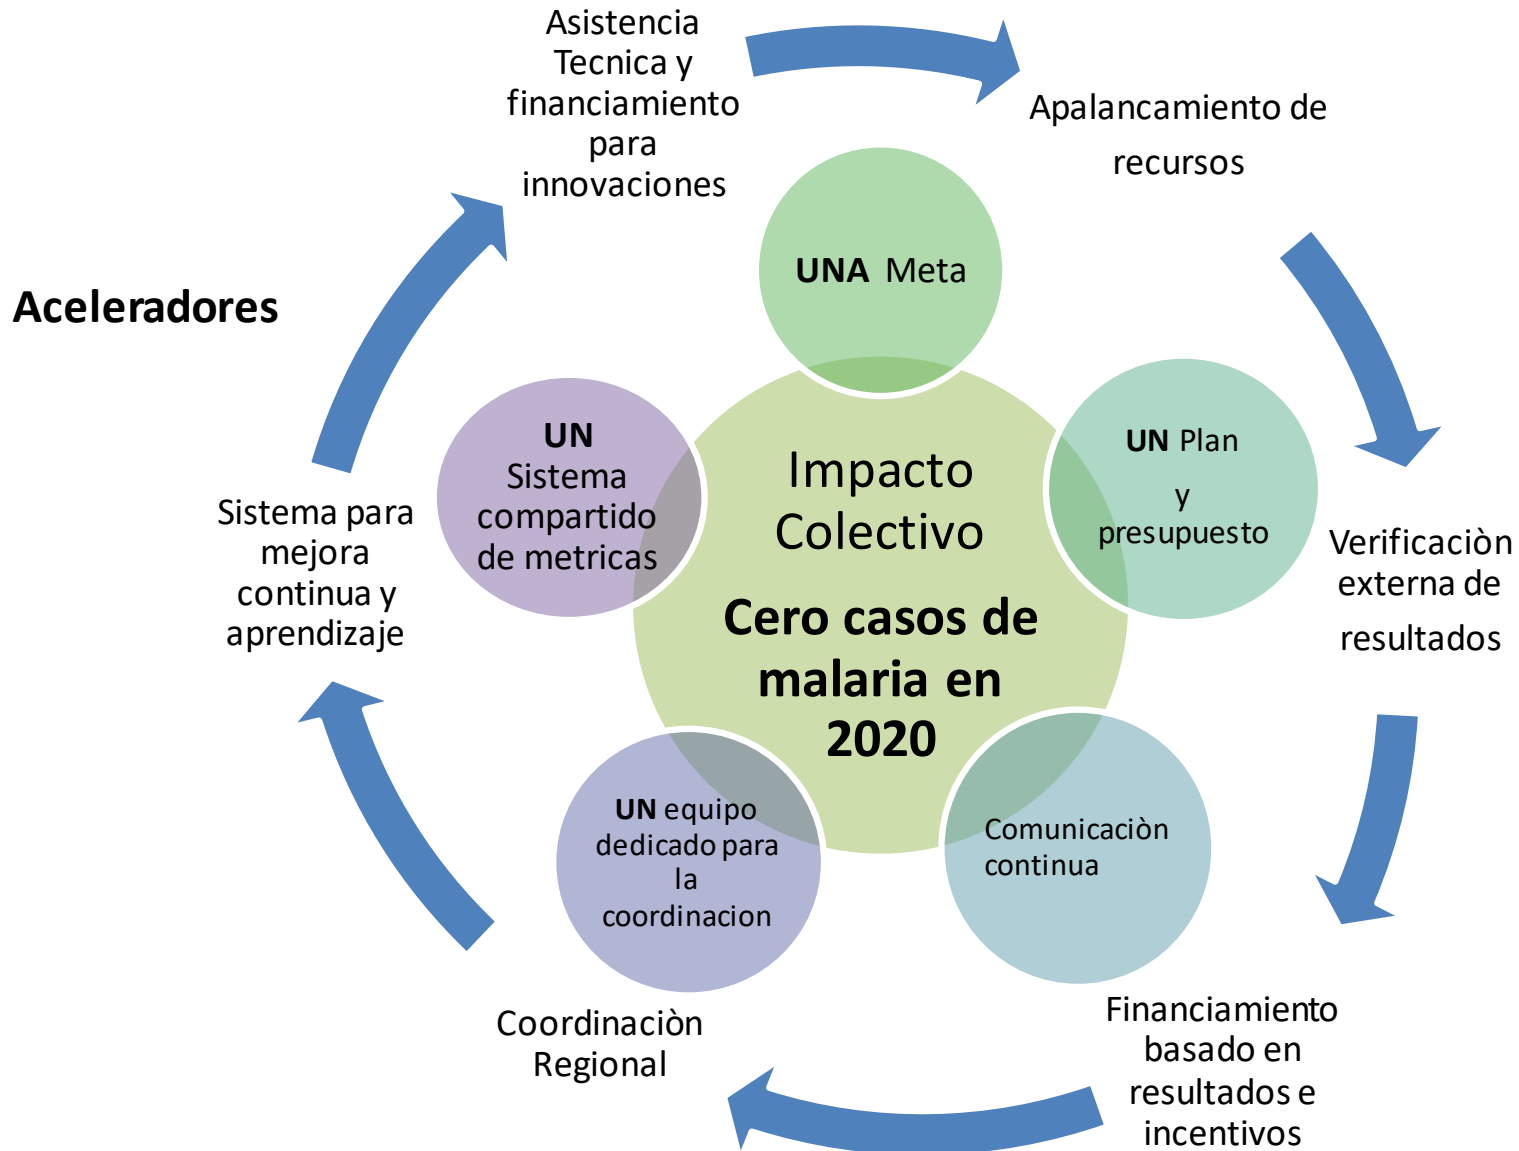 Asistencia
Tecnica y
financiamiento
para
innovaciones
Apalancamiento de
recursos
Aceleradores
UNA Meta
UN
Sistema
compartido
de metricas
Impacto
Colectivo
Cero casos de
malaria en
2020
UN Plan
y
presupuesto
Sistema para
mejora
continua y
aprendizaje
Verificaciòn
externa de
resultados
UN equipo
dedicado para
la
coordinacion
Comunicaciòn
continua
Coordinaciòn
Regional
Financiamiento
basado en
resultados e
incentivos